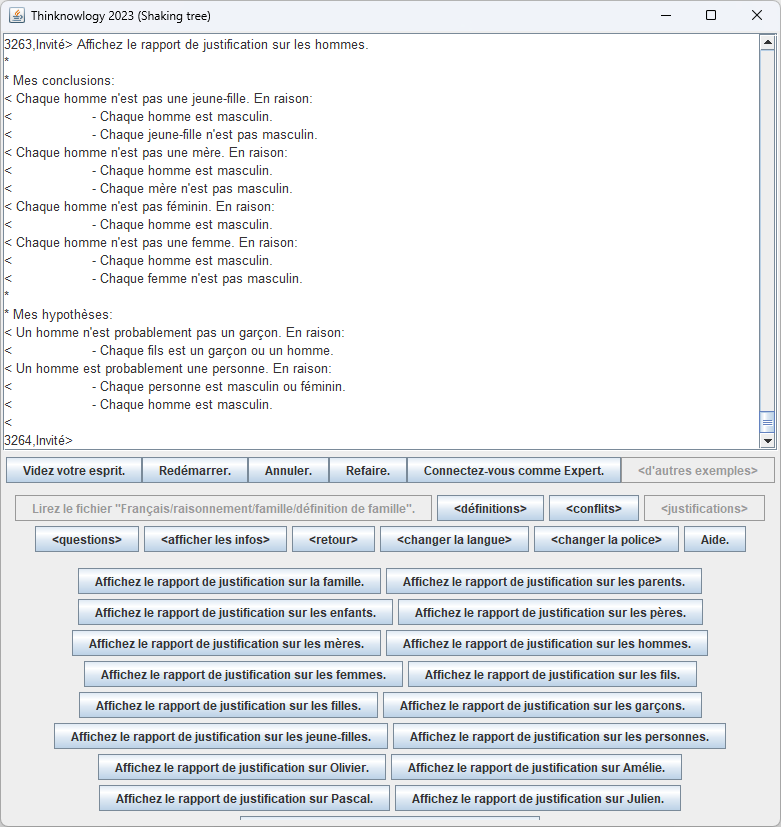 Thinknowlogy 2023 (Shaking tree)
3263,Invité> Affichez le rapport de justification sur les hommes.
*
* Mes conclusions:
< Chaque homme n'est pas une jeune-fille. En raison:
< - Chaque homme est masculin.
< - Chaque jeune-fille n'est pas masculin.
< Chaque homme n'est pas une mère. En raison:
< - Chaque homme est masculin.
< - Chaque mère n'est pas masculin.
< Chaque homme n'est pas féminin. En raison:
< - Chaque homme est masculin.
< Chaque homme n'est pas une femme. En raison:
< - Chaque homme est masculin.
< - Chaque femme n'est pas masculin.
*
* Mes hypothèses:
< Un homme n'est probablement pas un garçon. En raison:
< - Chaque fils est un garçon ou un homme.
< Un homme est probablement une personne. En raison:
< - Chaque personne est masculin ou féminin.
< - Chaque homme est masculin.
<
3264,Invité>
Videz votre esprit. Redémarrer. Annuler. Refaire. Connectez-vous comme Expert. <d'autres exemples>
Lirez le fichier "Français/raisonnement/famille/définition de famille". <définitions> <conflits> <justifications>
<questions> <afficher les infos> <retour> <changer la langue> <changer la police> Aide.
Affichez le rapport de justification sur la famille. Affichez le rapport de justification sur les parents.
Affichez le rapport de justification sur les enfants. Affichez le rapport de justification sur les pères.
Affichez le rapport de justification sur les mères. Affichez le rapport de justification sur les hommes.
Affichez le rapport de justification sur les femmes. Affichez le rapport de justification sur les fils.
Affichez le rapport de justification sur les filles. Affichez le rapport de justification sur les garçons.
Affichez le rapport de justification sur les jeune-filles. Affichez le rapport de justification sur les personnes.
Affichez le rapport de justification sur Olivier. Affichez le rapport de justification sur Amélie.
Affichez le rapport de justification sur Pascal. Affichez le rapport de justification sur Julien.